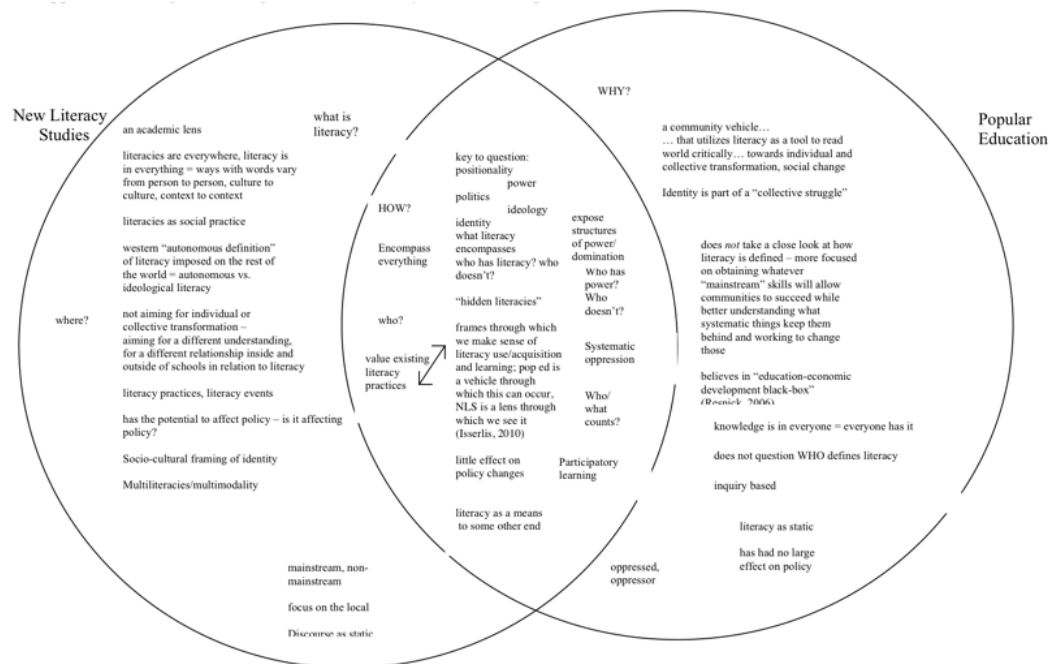 New Literacy
Studies
an academic lens
literacies are everywhere, literacy is
in everything = ways with words vary
from person to person, culture to
culture, context to context
literacies as social practice
western “autonomous definition”
of literacy imposed on the rest of
the world = autonomous vs.
ideological literacy
where?
not aiming for individual or
collective transformation –
aiming for a different understanding,
for a different relationship inside and
outside of schools in relation to literacy
literacy practices, literacy events
has the potential to affect policy – is it affecting
policy?
Socio-cultural framing of identity
Multiliteracies/multimodality
mainstream, non-
mainstream
focus on the local
Discourse as static
what is
literacy?
HOW?
Encompass
everything
who?
value existing
literacy
practices
key to question:
positionality
power
politics
ideology
identity
what literacy
encompasses
who has literacy? who
doesn’t?
“hidden literacies”
frames through which
we make sense of
literacy use/acquisition
and learning; pop ed is
a vehicle through
which this can occur,
NLS is a lens through
which we see it
(Isserlis, 2010)
little effect on
policy changes
literacy as a means
to some other end
expose
structures
of power/
domination
Who has
power?
Who
doesn’t?
Systematic
oppression
Who/
what
counts?
Participatory
learning
WHY?
Popular
Education
a community vehicle…
… that utilizes literacy as a tool to read
world critically… towards individual and
collective transformation, social change
Identity is part of a “collective struggle”
does not take a close look at how
literacy is defined – more focused
on obtaining whatever
“mainstream” skills will allow
communities to succeed while
better understanding what
systematic things keep them
behind and working to change
those
believes in “education-economic
development black-box”
(Resnick, 2006)
knowledge is in everyone = everyone has it
does not question WHO defines literacy
inquiry based
literacy as static
has had no large
effect on policy
oppressed,
oppressor